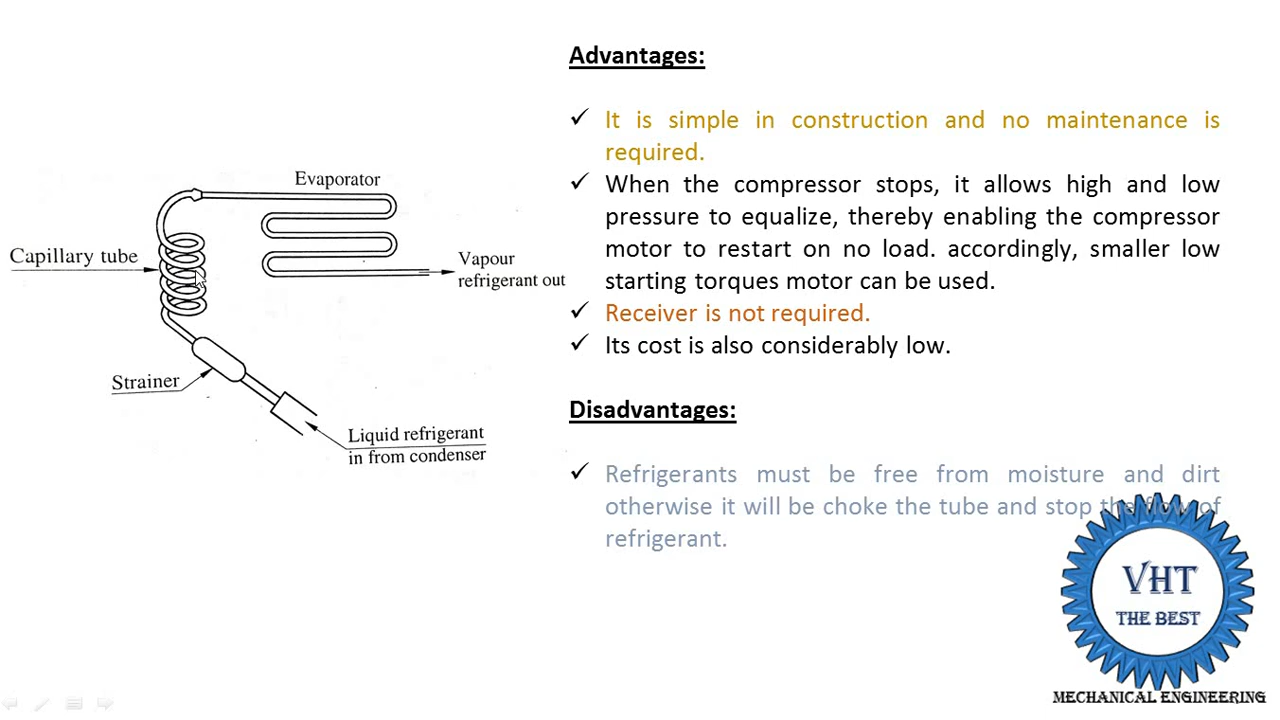 Advantages:
It is simple in construction and no maintenance is
required.
When the compressor stops, it allows high and low
pressure to equalize, thereby enabling the compressor
motor to restart on no load. accordingly, smaller low
starting torques motor can be used.
Receiver is not required.
Its cost is also considerably low.
Disadvantages:
Refrigerants must be free from moisture and dirt
otherwise it will be choke the tube and stop the flow of
refrigerant.
Evaporator
Capillary tube
Vapour
refrigerant out
Strainer
Liquid refrigerant
in from condenser
VHT
THE BEST
MECHANICAL ENGINEERING